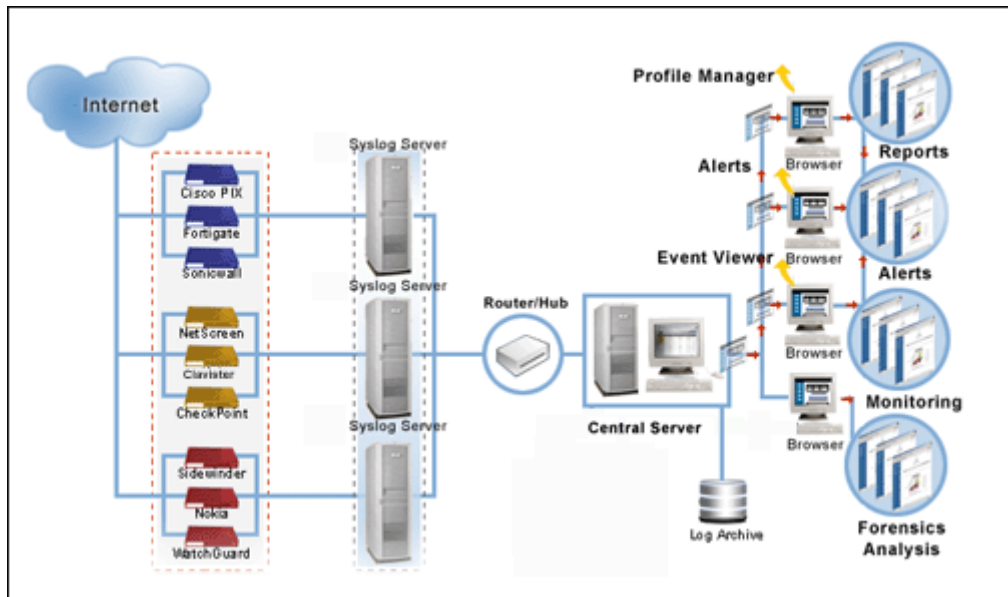 Internet
Cisco PIX
Fortigate
Sonicwall
NetScreen
Clavister
CheckPoint
Sidewinder
Nokia
WatchGuard
Syslog Server
Syslog Server
Syslog Server
Router/Hub
Central Server
Log Archive
Profile Manager
Browser
Reports
Alerts
Browser
Alerts
Event Viewer
Browser
Monitoring
Browser
Forensics
Analysis